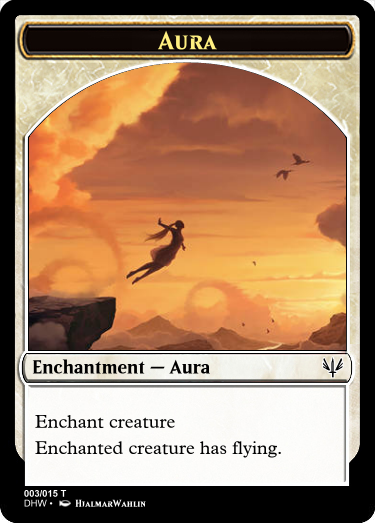 Aura
Enchantment — Aura
Enchant creature
Enchanted creature has flying.
003/015 T
DHW • HjalmarWahlin